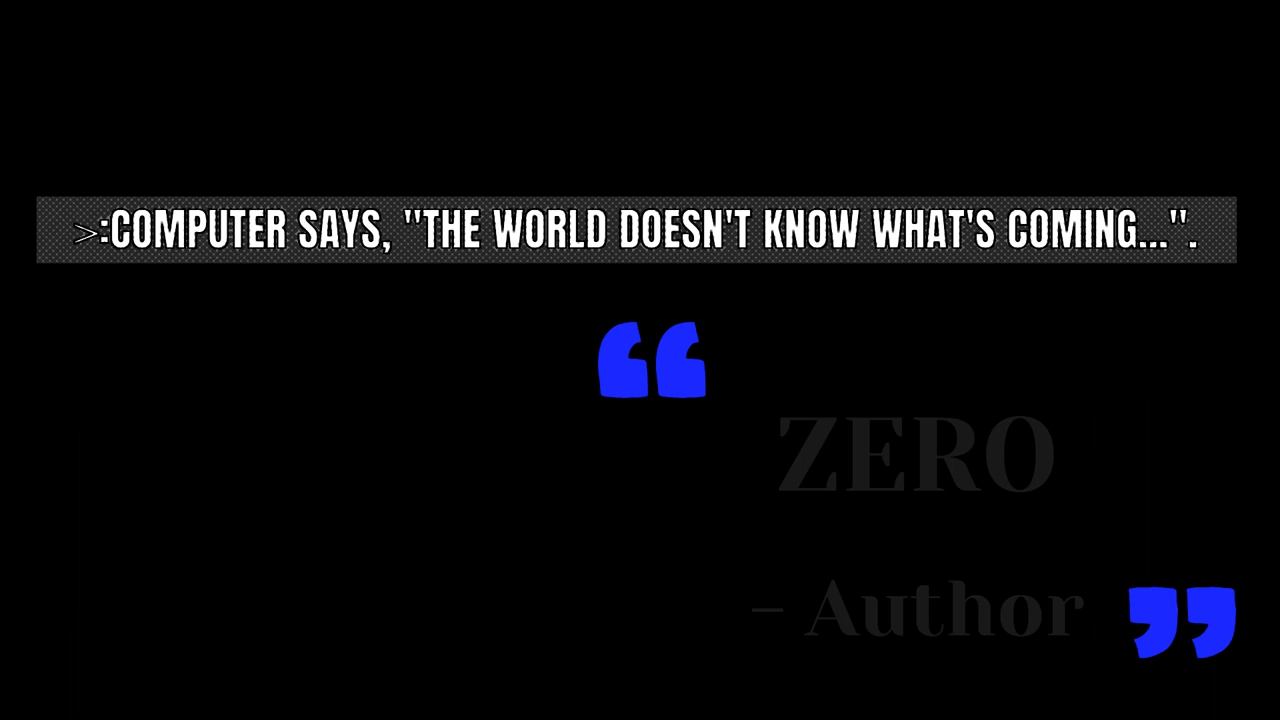 >:COMPUTER SAYS, "THE WORLD DOESN'T KNOW WHAT'S COMING...".
“
ZERO
– Author ”